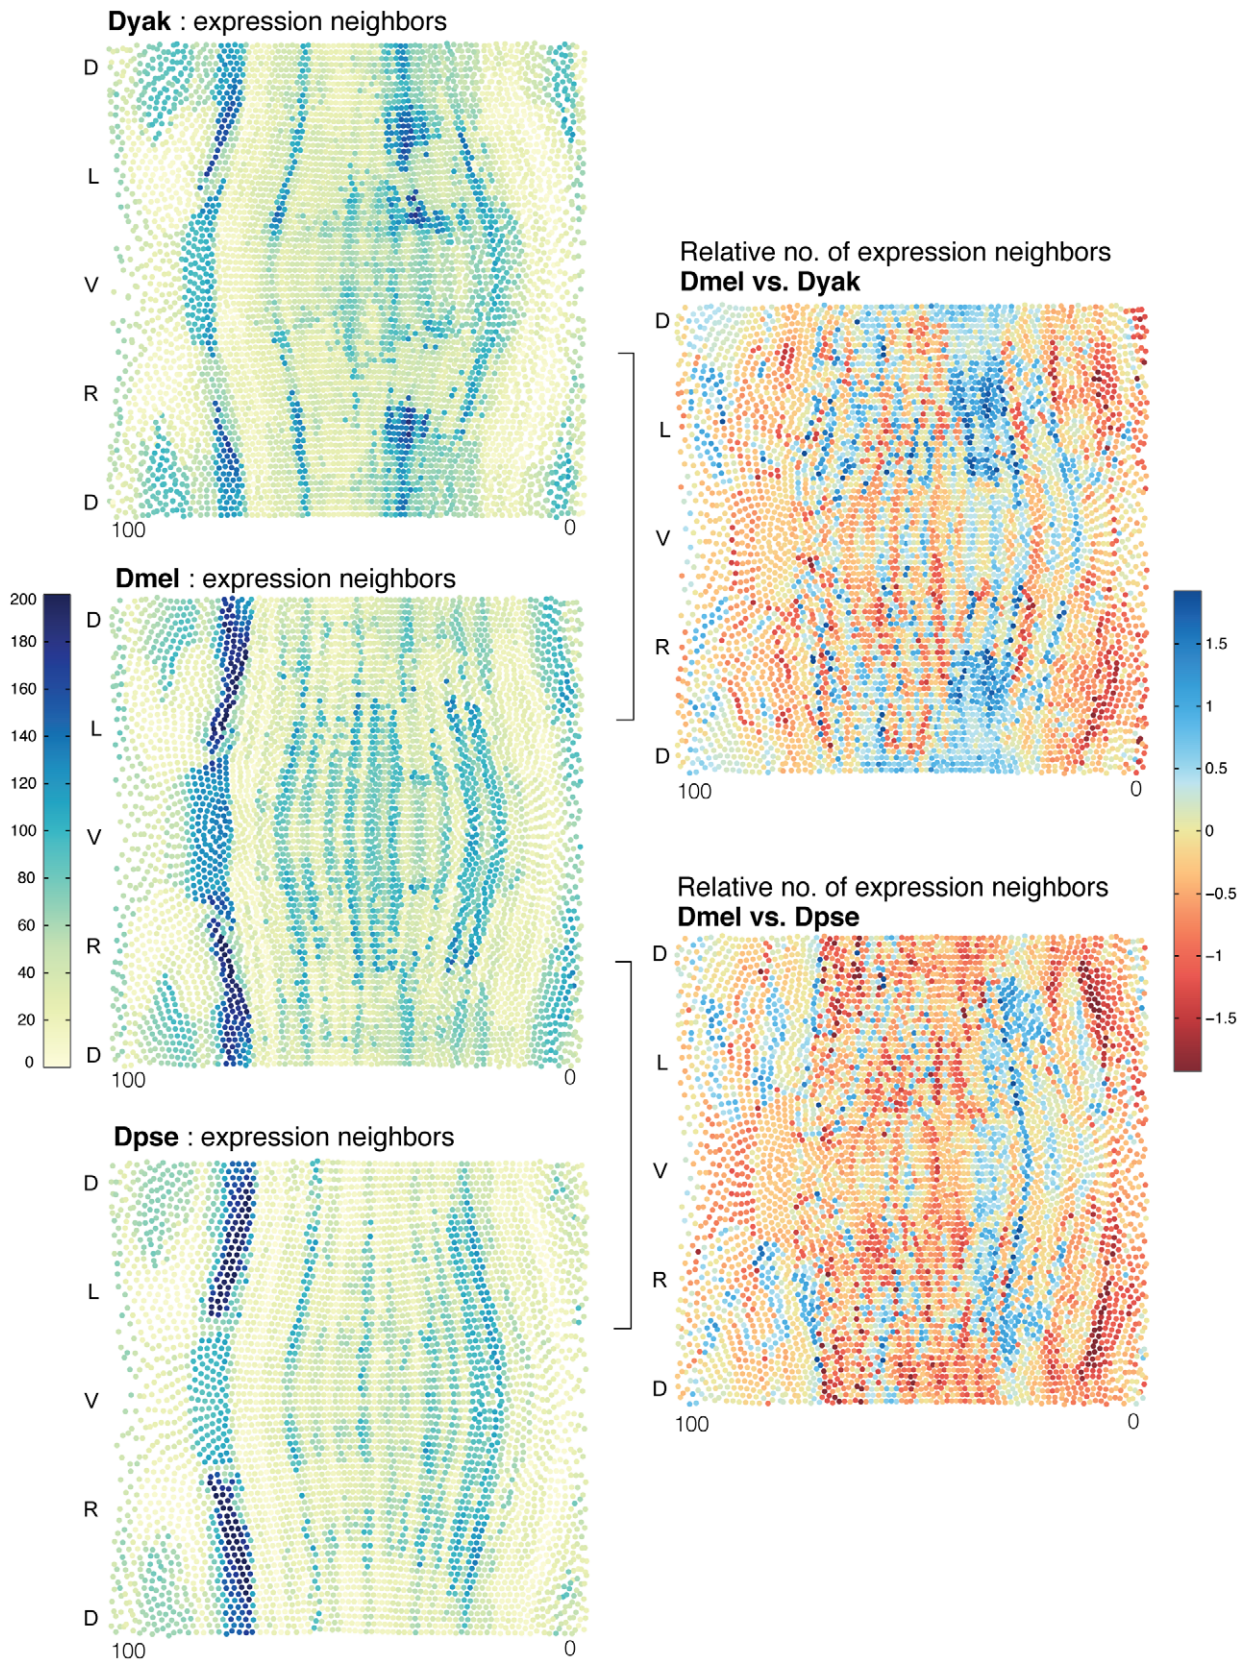 Dyak : expression neighbors
D
L
V
R
D
100 0
Relative no. of expression neighbors
Dmel vs. Dyak
D
L
V
R
D
100 0
Dmel : expression neighbors
D
L
V
R
D
100 0
200
180
160
140
120
100
80
60
40
20
0
1.5
1
0.5
0
−0.5
−1
−1.5
Relative no. of expression neighbors
Dmel vs. Dpse
D
L
V
R
D
100 0
Dpse : expression neighbors
D
L
V
R
D
100 0